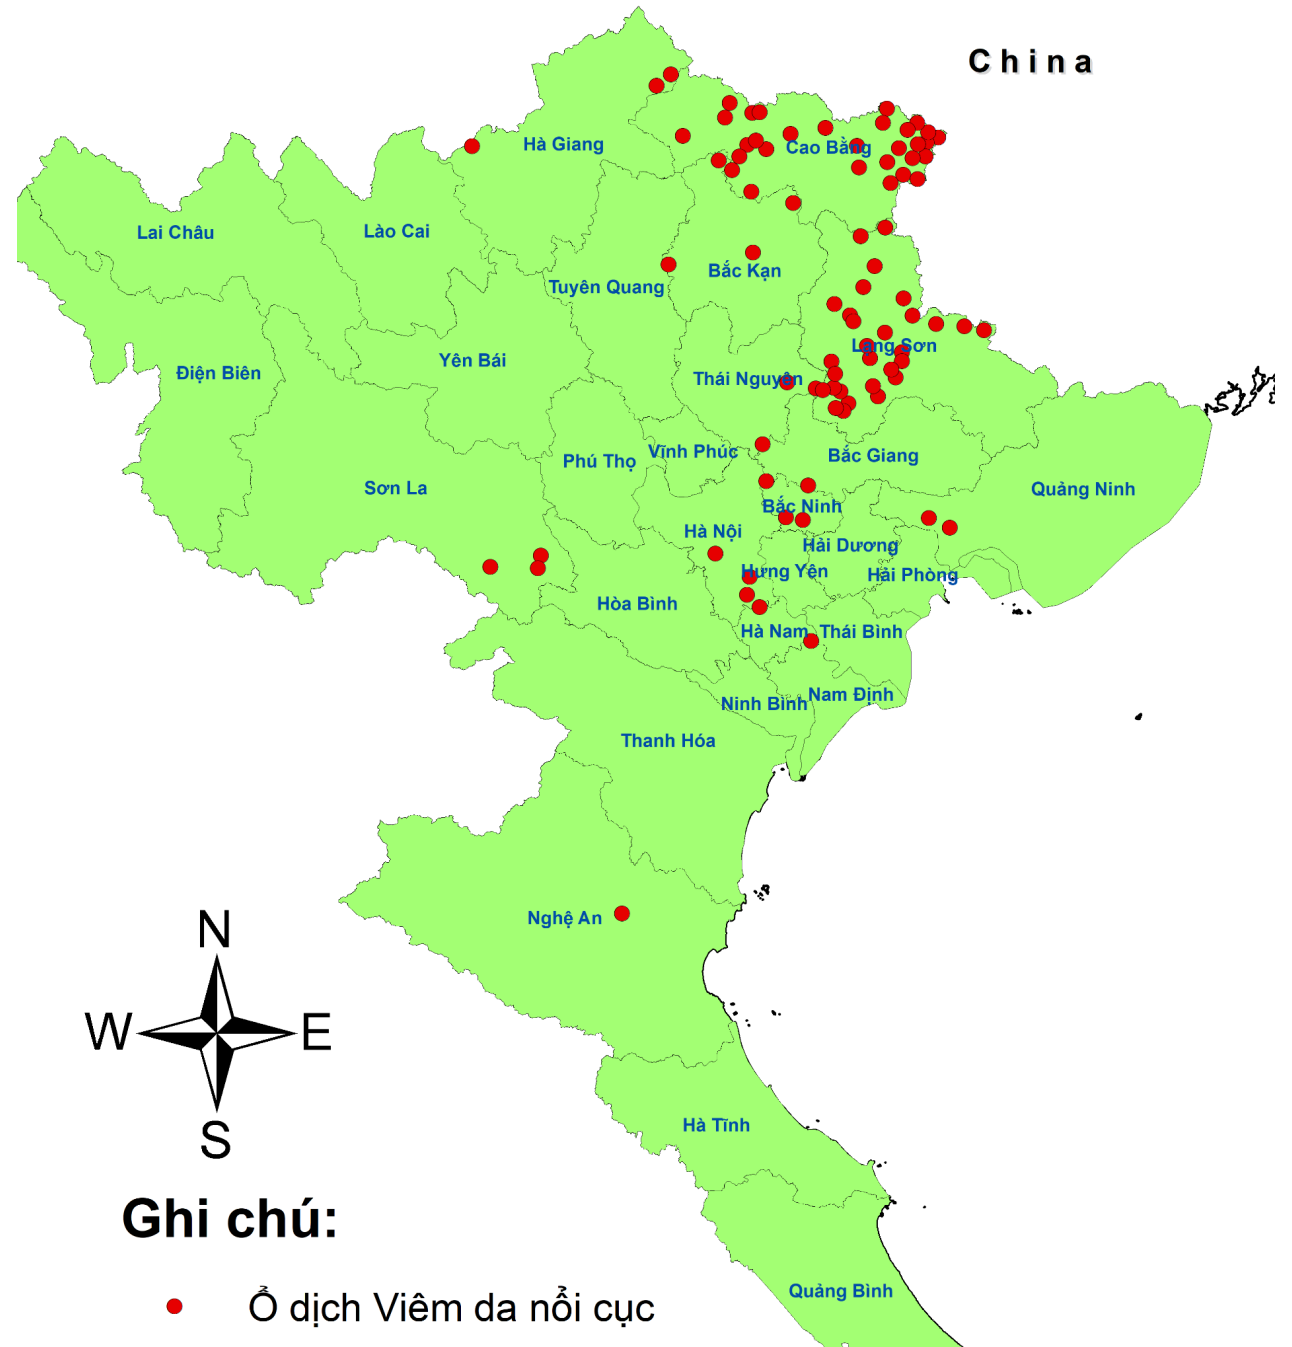 China
Hà Giang
Cao Bằng
Lai Châu
Lào Cai
Bắc Kạn
Tuyên Quang
Lạng Sơn
Yên Bái
Điện Biên
Thái Nguyên
Vĩnh Phúc
Bắc Giang
Phú Thọ
Sơn La
Quảng Ninh
Bắc Ninh
Hà Nội
Hải Dương
Hưng Yên
Hải Phòng
Hòa Bình
Hà Nam
Thái Bình
Nam Định
Ninh Bình
Thanh Hóa
Nghệ An
N
W
E
S
Hà Tĩnh
Ghi chú:
Quảng Bình
Ổ dịch Viêm da nổi cục